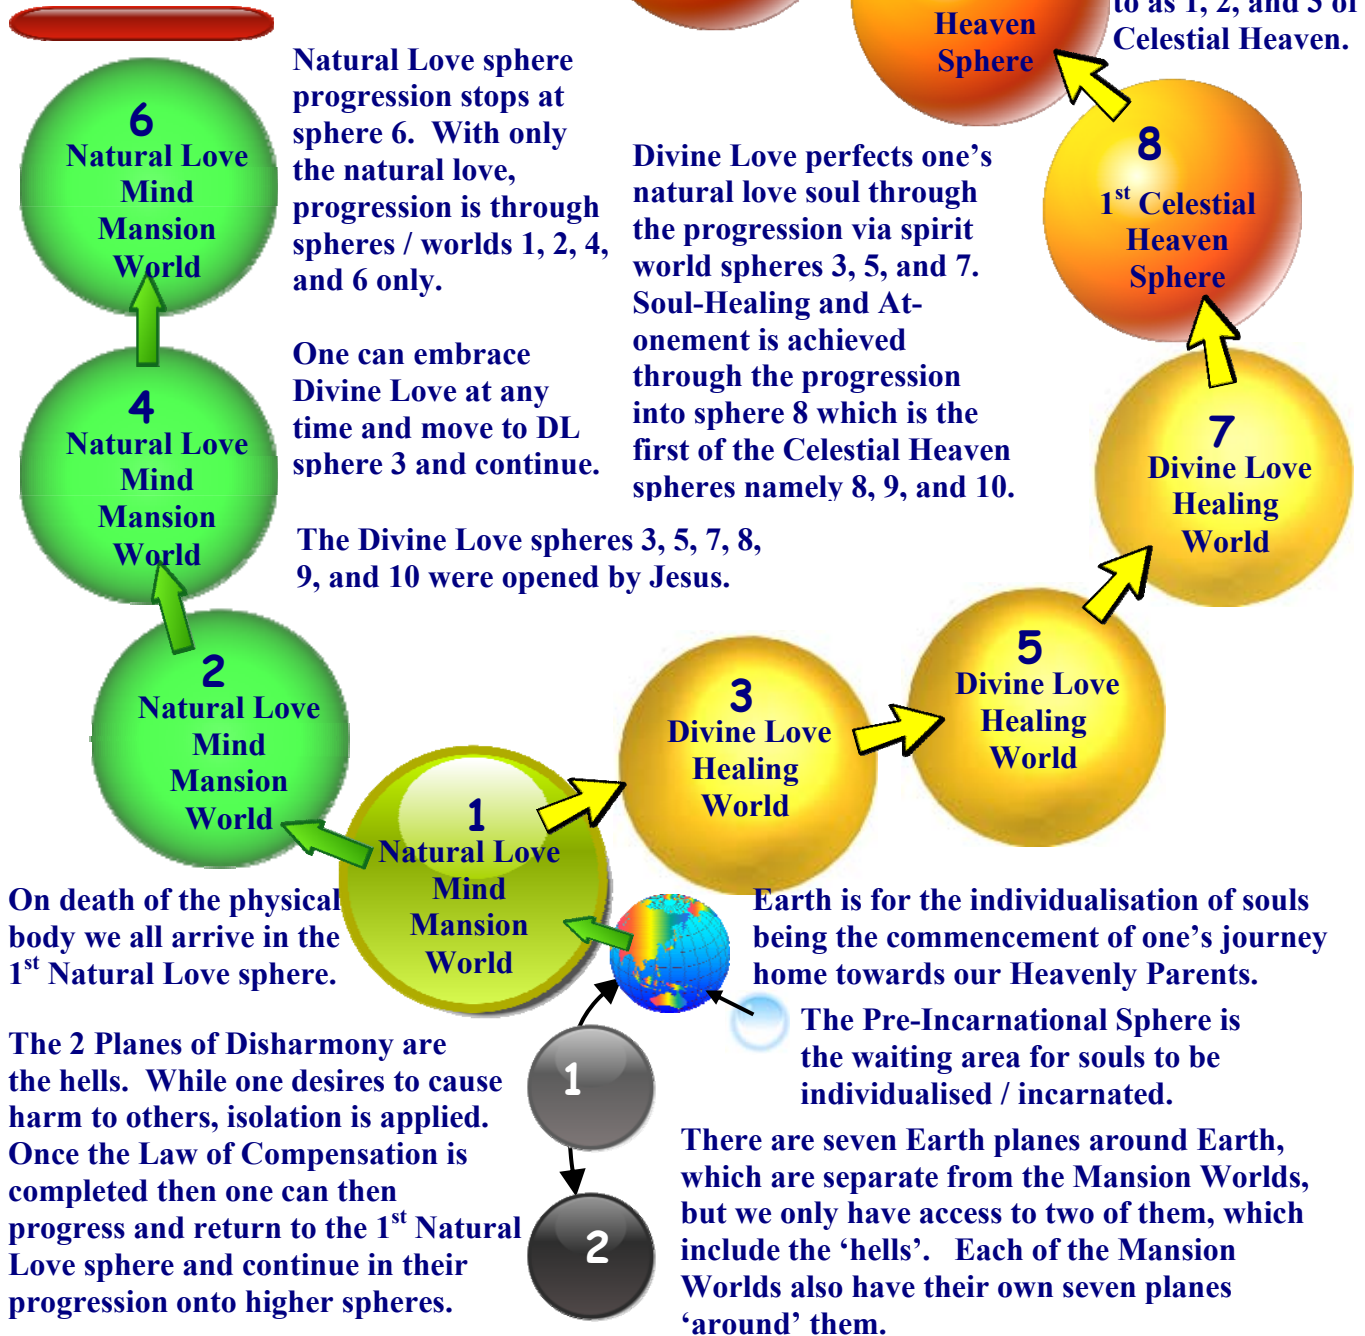 to as 1, 2, and 3 of
Celestial Heaven.
Heaven
Sphere
Natural Love sphere
progression stops at
sphere 6.  With only
the natural love,
progression is through
spheres / worlds 1, 2, 4,
and 6 only.
One can embrace
Divine Love at any
time and move to DL
sphere 3 and continue.
6
Natural Love
Mind
Mansion
World
Divine Love perfects one's
natural love soul through
the progression via spirit
world spheres 3, 5, and 7.
Soul-Healing and At-
onement is achieved
through the progression
into sphere 8 which is the
first of the Celestial Heaven
spheres namely 8, 9, and 10.
8
1st Celestial
Heaven
Sphere
4
Natural Love
Mind
Mansion
World
7
Divine Love
Healing
World
The Divine Love spheres 3, 5, 7, 8,
9, and 10 were opened by Jesus.
2
Natural Love
Mind
Mansion
World
3
Divine Love
Healing
World
5
Divine Love
Healing
World
1
Natural Love
Mind
Mansion
World
On death of the physical
body we all arrive in the
1st Natural Love sphere.
Earth is for the individualisation of souls
being the commencement of one's journey
home towards our Heavenly Parents.
The Pre-Incarnational Sphere is
the waiting area for souls to be
individualised / incarnated.
The 2 Planes of Disharmony are
the hells.  While one desires to cause
harm to others, isolation is applied.
Once the Law of Compensation is
completed then one can then
progress and return to the 1st Natural
Love sphere and continue in their
progression onto higher spheres.
1
2
There are seven Earth planes around Earth,
which are separate from the Mansion Worlds,
but we only have access to two of them, which
include the 'hells'.   Each of the Mansion
Worlds also have their own seven planes
'around' them.